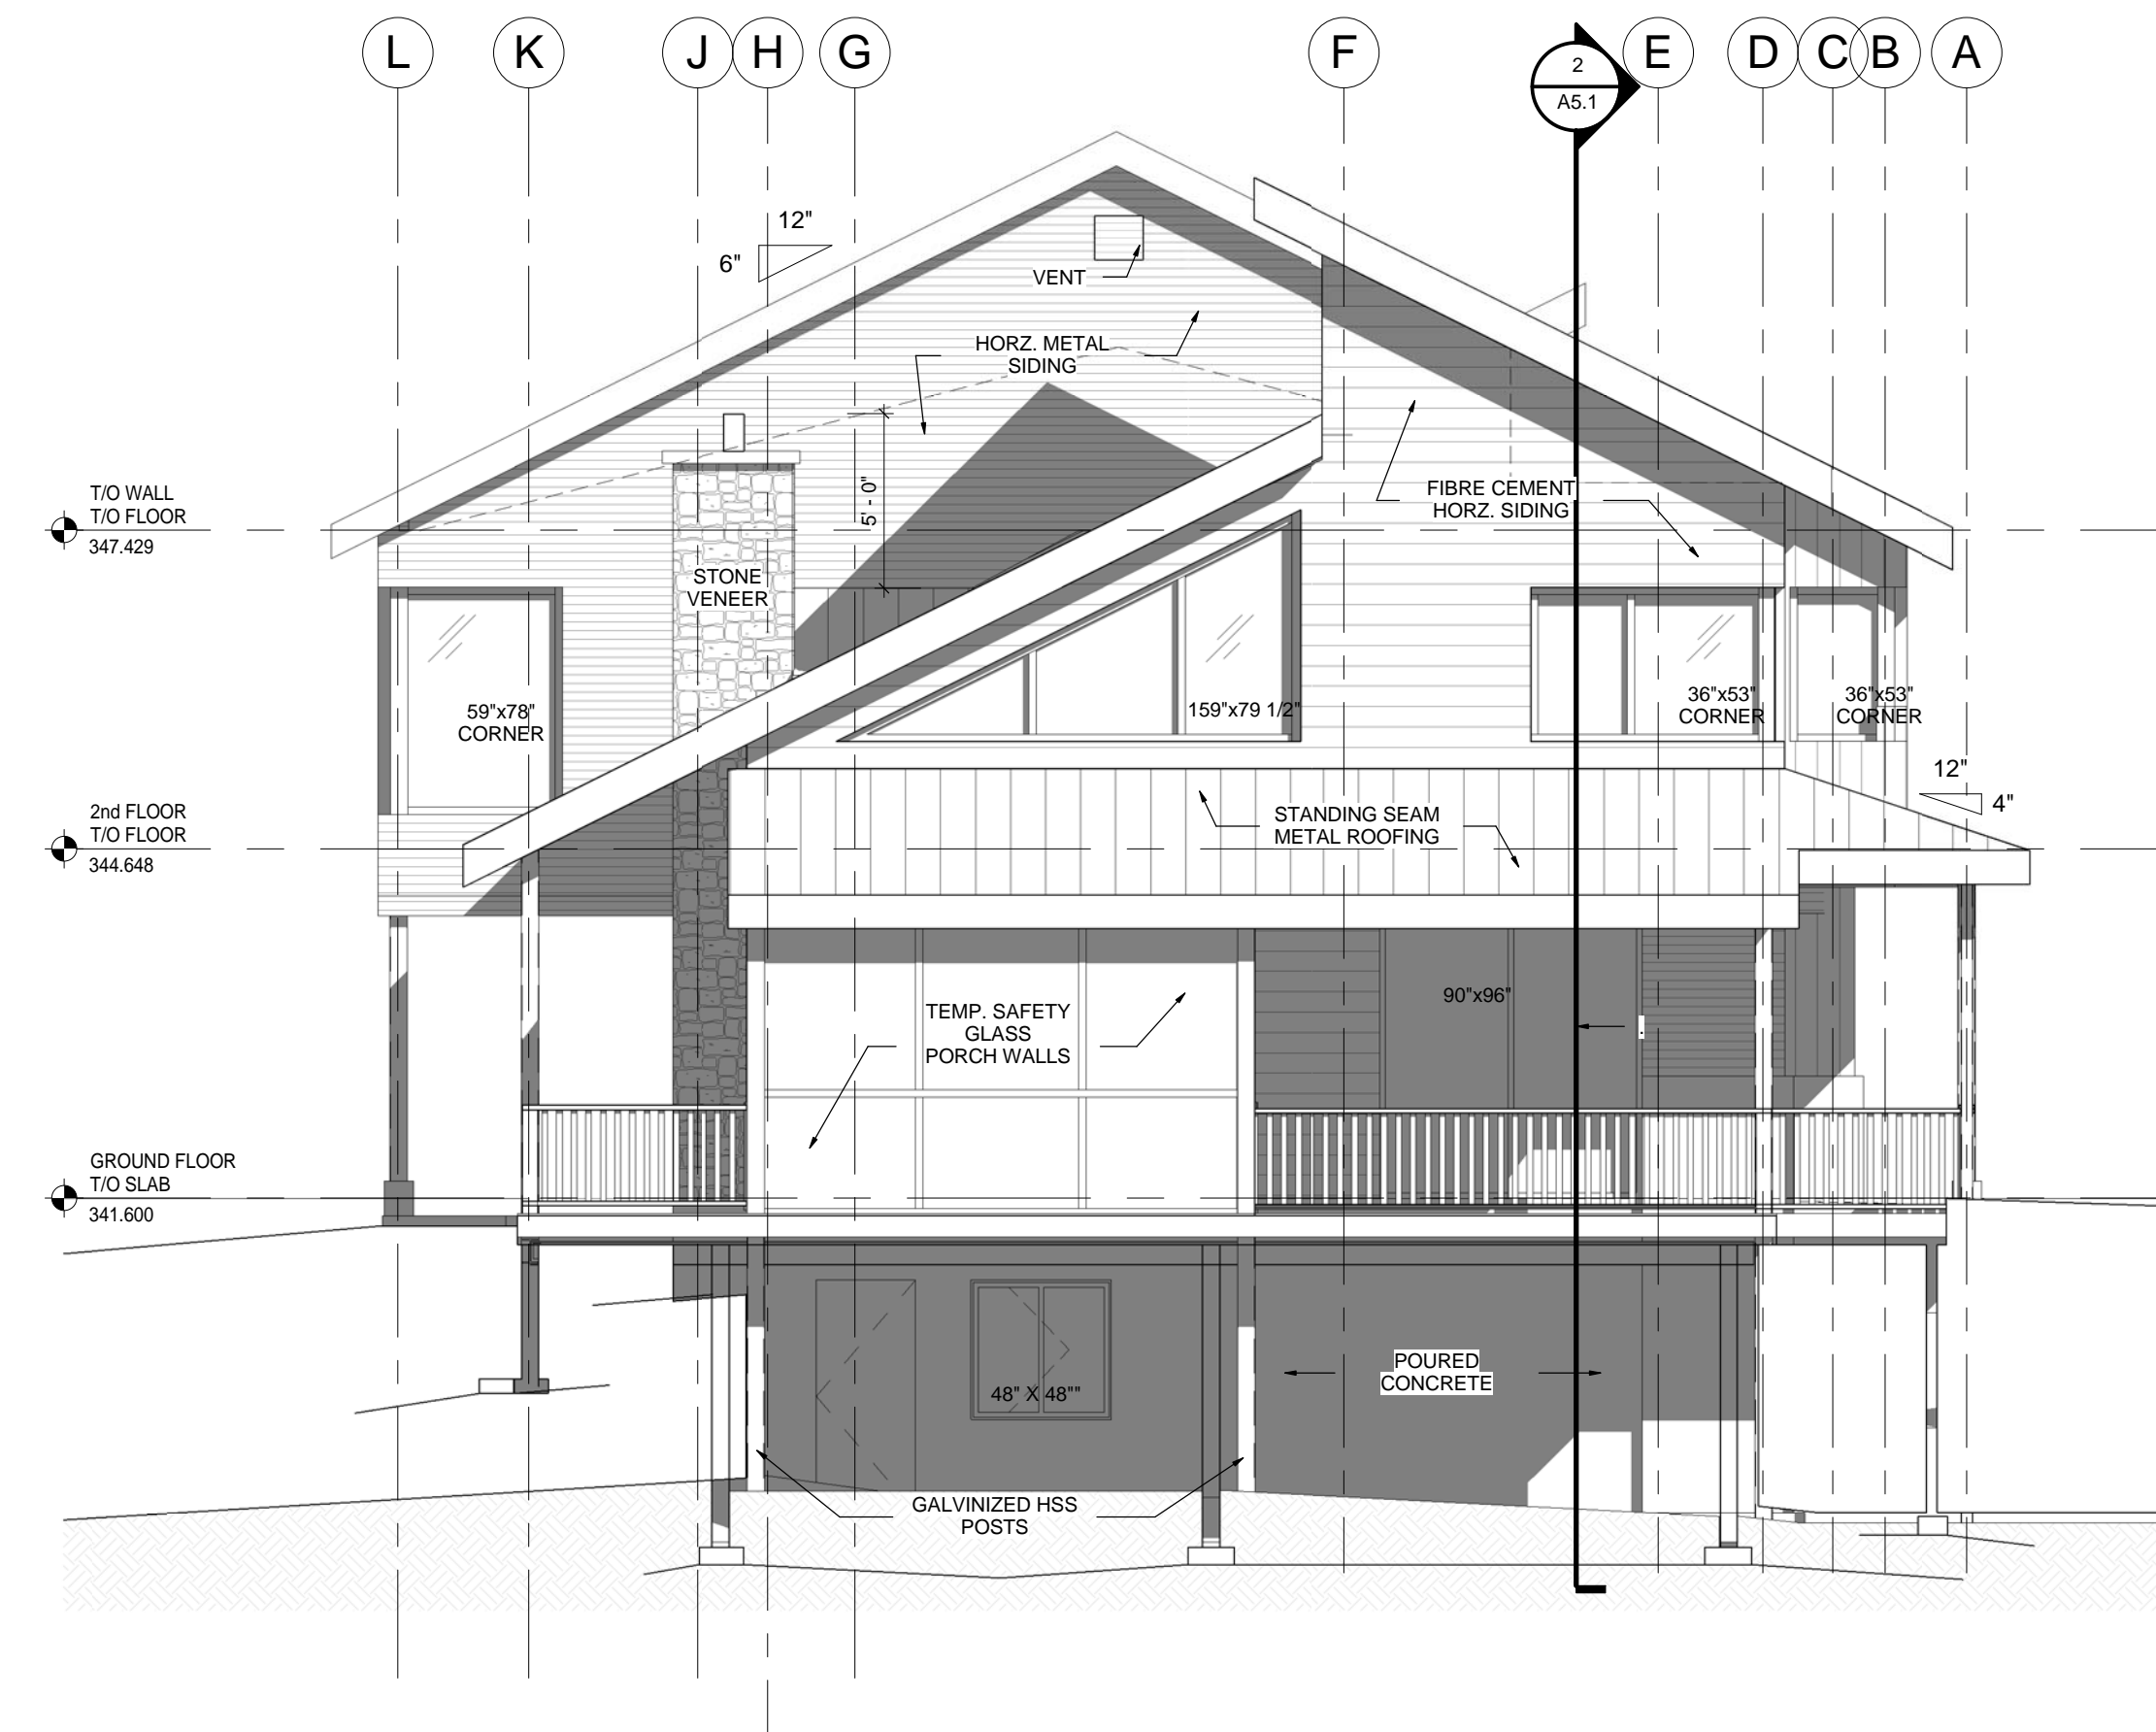 L
K
J
H
G
F
E
D
C
B
A
2
A5.1
12"
6"
VENT
HORZ. METAL
SIDING
5' - 0"
FIBRE CEMENT
HORZ. SIDING
T/O WALL
T/O FLOOR
347.429
STONE
VENEER
59"x78"
CORNER
159"x79 1/2"
36"x53"
CORNER
36"x53"
CORNER
12"
4"
2nd FLOOR
T/O FLOOR
344.648
STANDING SEAM
METAL ROOFING
90"x96"
TEMP. SAFETY
GLASS
PORCH WALLS
GROUND FLOOR
T/O SLAB
341.600
48" X 48""
POURED
CONCRETE
GALVINIZED HSS
POSTS